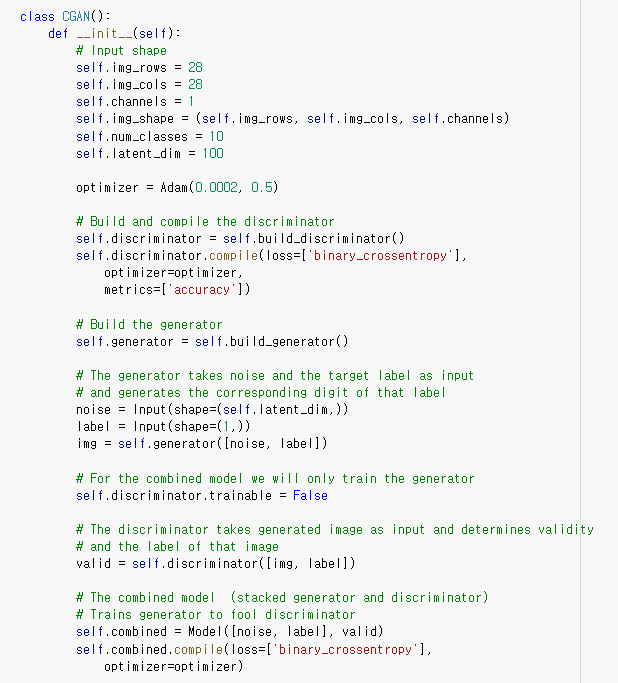 class CGAN():
    def __init__(self):
        # Input shape
        self.img_rows = 28
        self.img_cols = 28
        self.channels = 1
        self.img_shape = (self.img_rows, self.img_cols, self.channels)
        self.num_classes = 10
        self.latent_dim = 100

        optimizer = Adam(0.0002, 0.5)

        # Build and compile the discriminator
        self.discriminator = self.build_discriminator()
        self.discriminator.compile(loss=['binary_crossentropy'],
            optimizer=optimizer,
            metrics=['accuracy'])

        # Build the generator
        self.generator = self.build_generator()

        # The generator takes noise and the target label as input
        # and generates the corresponding digit of that label
        noise = Input(shape=(self.latent_dim,))
        label = Input(shape=(1,))
        img = self.generator([noise, label])

        # For the combined model we will only train the generator
        self.discriminator.trainable = False

        # The discriminator takes generated image as input and determines validity
        # and the label of that image
        valid = self.discriminator([img, label])

        # The combined model  (stacked generator and discriminator)
        # Trains generator to fool discriminator
        self.combined = Model([noise, label], valid)
        self.combined.compile(loss=['binary_crossentropy'],
            optimizer=optimizer)